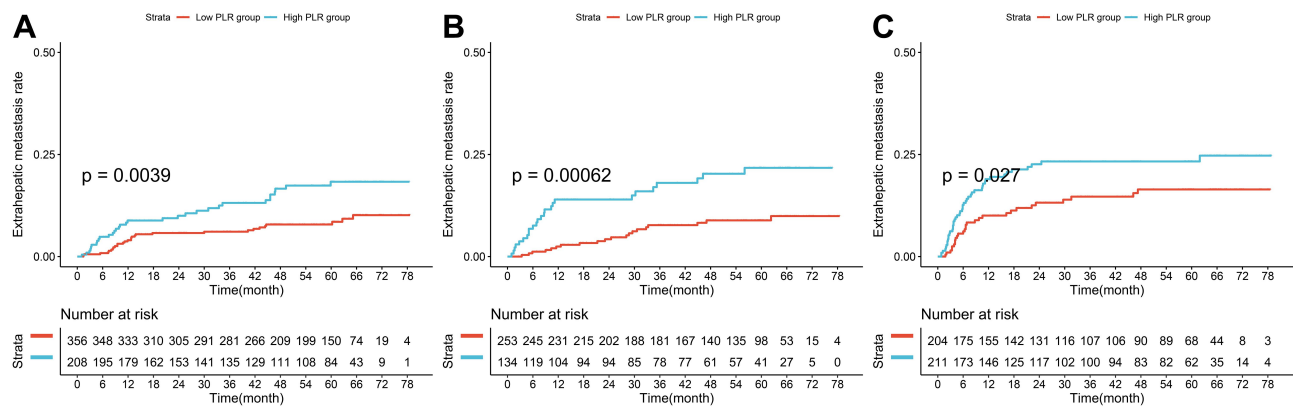 A
Strata Low PLR group High PLR group
Extrahepatic metastasis rate
0.50
0.25
0.00
p = 0.0039
0 6 12 18 24 30 36 42 48 54 60 66 72 78
Time(month)
Number at risk
Strata
356 348 333 310 305 291 281 266 209 199 150 74 19 4
208 195 179 162 153 141 135 129 111 108 84 43 9 1
0 6 12 18 24 30 36 42 48 54 60 66 72 78
Time(month)
B
Strata Low PLR group High PLR group
Extrahepatic metastasis rate
0.50
0.25
0.00
p = 0.00062
0 6 12 18 24 30 36 42 48 54 60 66 72 78
Time(month)
Number at risk
Strata
253 245 231 215 202 188 181 167 140 135 98 53 15 4
134 119 104 94 94 85 78 77 61 57 41 27 5 0
0 6 12 18 24 30 36 42 48 54 60 66 72 78
Time(month)
C
Strata Low PLR group High PLR group
Extrahepatic metastasis rate
0.50
0.25
0.00
p = 0.027
0 6 12 18 24 30 36 42 48 54 60 66 72 78
Time(month)
Number at risk
Strata
204 175 155 142 131 116 107 106 90 89 68 44 8 3
211 173 146 125 117 102 100 94 83 82 62 35 14 4
0 6 12 18 24 30 36 42 48 54 60 66 72 78
Time(month)